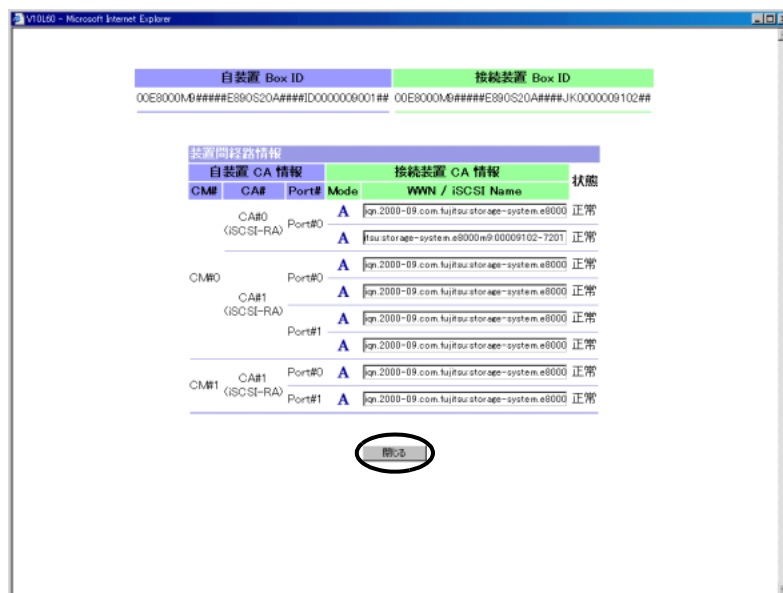 V10L60 - Microsoft Internet Explorer
自装置 Box ID 接続装置 Box ID
00E8000M9#####E890S20A####ID0000009001## 00E8000M9#####E890S20A####JK0000009102##
装置間経路情報
自装置 CA 情報 接続装置 CA 情報 状態
CM# CA# Port# Mode WWN / iSCSI Name
CM#0 CA#0 (iSCSI-RA) Port#0 A iqn.2000-09.com.fujitsu:storage-system.e8000 正常
A itsu:storage-system.e8000m9:00009102-7201 正常
CA#1 (iSCSI-RA) Port#0 A iqn.2000-09.com.fujitsu:storage-system.e8000 正常
A iqn.2000-09.com.fujitsu:storage-system.e8000 正常
Port#1 A iqn.2000-09.com.fujitsu:storage-system.e8000 正常
A iqn.2000-09.com.fujitsu:storage-system.e8000 正常
CM#1 CA#1 (iSCSI-RA) Port#0 A iqn.2000-09.com.fujitsu:storage-system.e8000 正常
Port#1 A iqn.2000-09.com.fujitsu:storage-system.e8000 正常
閉じる